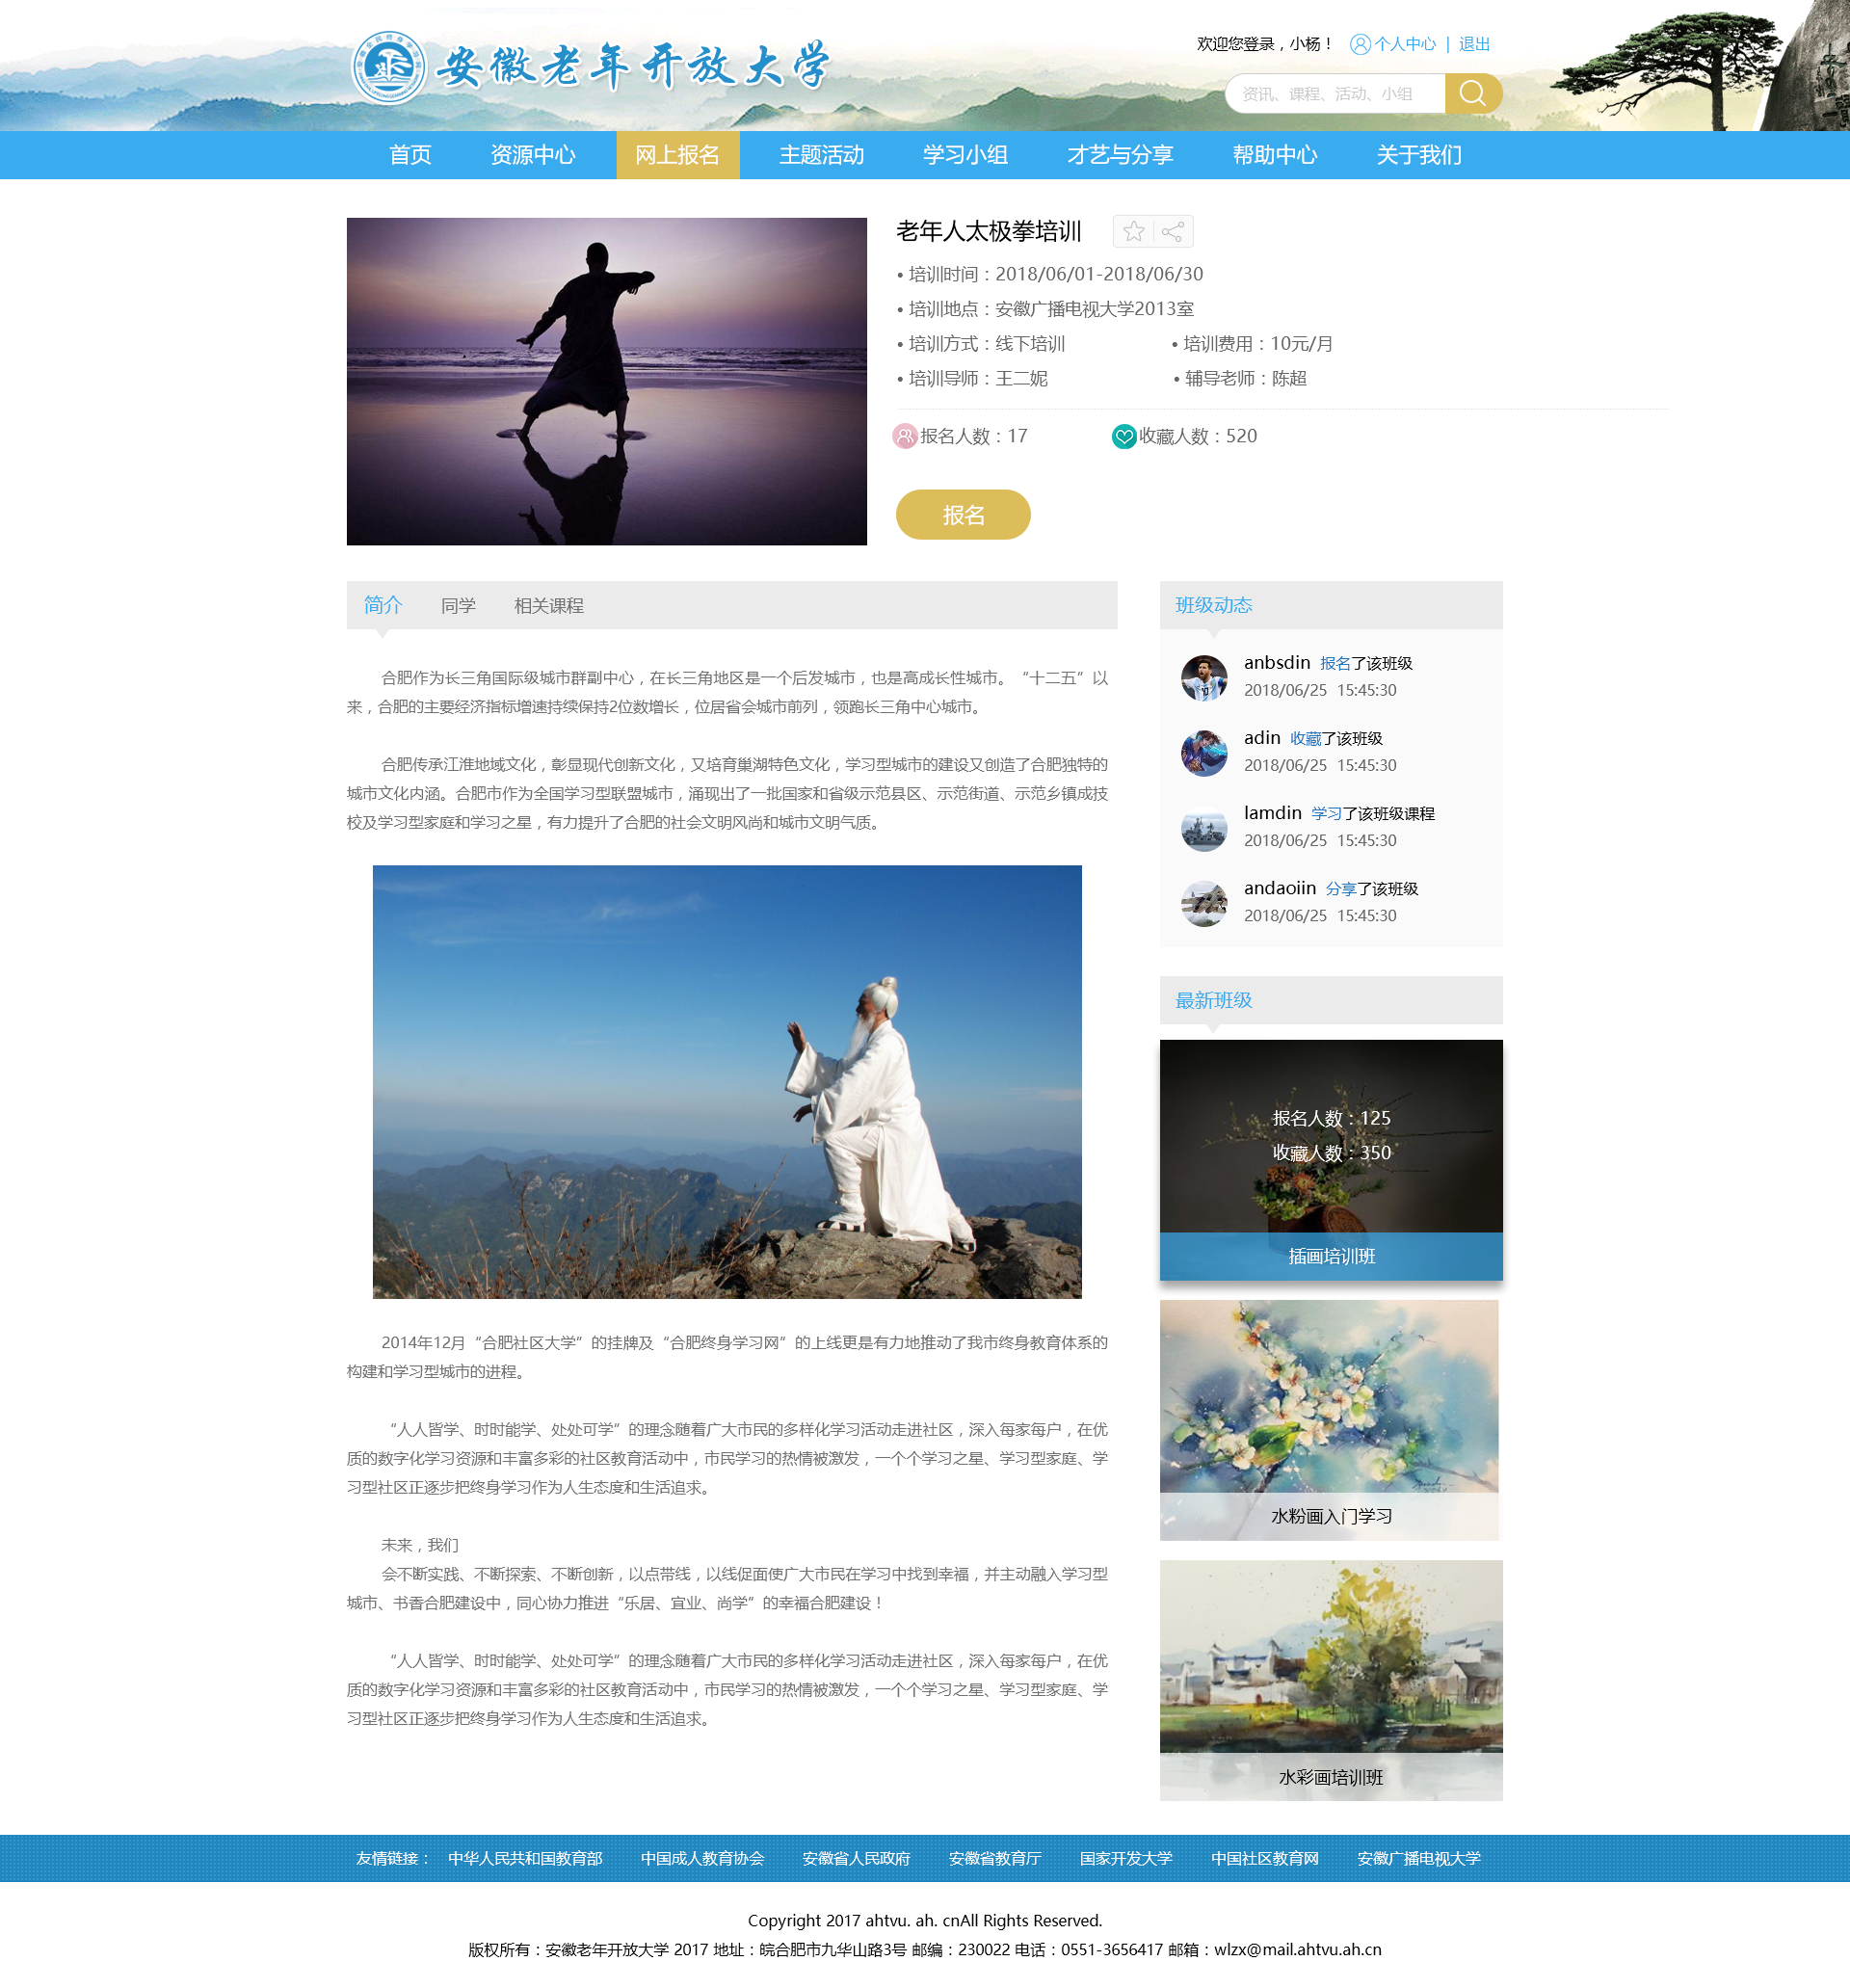 安徽老年开放大学
欢迎您登录，小杨！ 个人中心 | 退出
资讯、课程、活动、小组
首页 资源中心 网上报名 主题活动 学习小组 才艺与分享 帮助中心 关于我们
老年人太极拳培训
• 培训时间：2018/06/01-2018/06/30
• 培训地点：安徽广播电视大学2013室
• 培训方式：线下培训 • 培训费用：10元/月
• 培训导师：王二妮 • 辅导老师：陈超
报名人数：17 收藏人数：520
报名
简介 同学 相关课程
合肥作为长三角国际级城市群副中心，在长三角地区是一个后发城市，也是高成长性城市。“十二五”以
来，合肥的主要经济指标增速持续保持2位数增长，位居省会城市前列，领跑长三角中心城市。
合肥传承江淮地域文化，彰显现代创新文化，又培育巢湖特色文化，学习型城市的建设又创造了合肥独特的
城市文化内涵。合肥市作为全国学习型联盟城市，涌现出了一批国家和省级示范县区、示范街道、示范乡镇成技
校及学习型家庭和学习之星，有力提升了合肥的社会文明风尚和城市文明气质。
2014年12月“合肥社区大学”的挂牌及“合肥终身学习网”的上线更是有力地推动了我市终身教育体系的
构建和学习型城市的进程。
“人人皆学、时时能学、处处可学”的理念随着广大市民的多样化学习活动走进社区，深入每家每户，在优
质的数字化学习资源和丰富多彩的社区教育活动中，市民学习的热情被激发，一个个学习之星、学习型家庭、学
习型社区正逐步把终身学习作为人生态度和生活追求。
未来，我们
会不断实践、不断探索、不断创新，以点带线，以线促面使广大市民在学习中找到幸福，并主动融入学习型
城市、书香合肥建设中，同心协力推进“乐居、宜业、尚学”的幸福合肥建设！
“人人皆学、时时能学、处处可学”的理念随着广大市民的多样化学习活动走进社区，深入每家每户，在优
质的数字化学习资源和丰富多彩的社区教育活动中，市民学习的热情被激发，一个个学习之星、学习型家庭、学
习型社区正逐步把终身学习作为人生态度和生活追求。
班级动态
anbsdin 报名了该班级
2018/06/25 15:45:30
adin 收藏了该班级
2018/06/25 15:45:30
lamdin 学习了该班级课程
2018/06/25 15:45:30
andaoiin 分享了该班级
2018/06/25 15:45:30
最新班级
报名人数：125
收藏人数：350
插画培训班
水粉画入门学习
水彩画培训班
友情链接： 中华人民共和国教育部 中国成人教育协会 安徽省人民政府 安徽省教育厅 国家开发大学 中国社区教育网 安徽广播电视大学
Copyright 2017 ahtvu. ah. cnAll Rights Reserved.
版权所有：安徽老年开放大学 2017 地址：皖合肥市九华山路3号 邮编：230022 电话：0551-3656417 邮箱：wlzx@mail.ahtvu.ah.cn